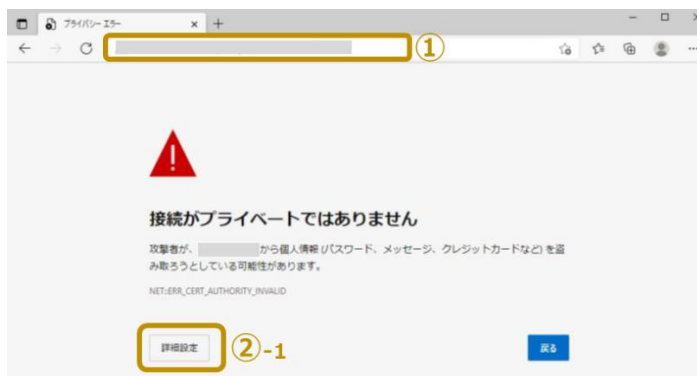 プライバシー エラー
①
接続がプライベートではありません
攻撃者が、 から個人情報 (パスワード、メッセージ、クレジットカードなど) を盗
み取ろうとしている可能性があります。
NET::ERR_CERT_AUTHORITY_INVALID
詳細設定
②-1
戻る